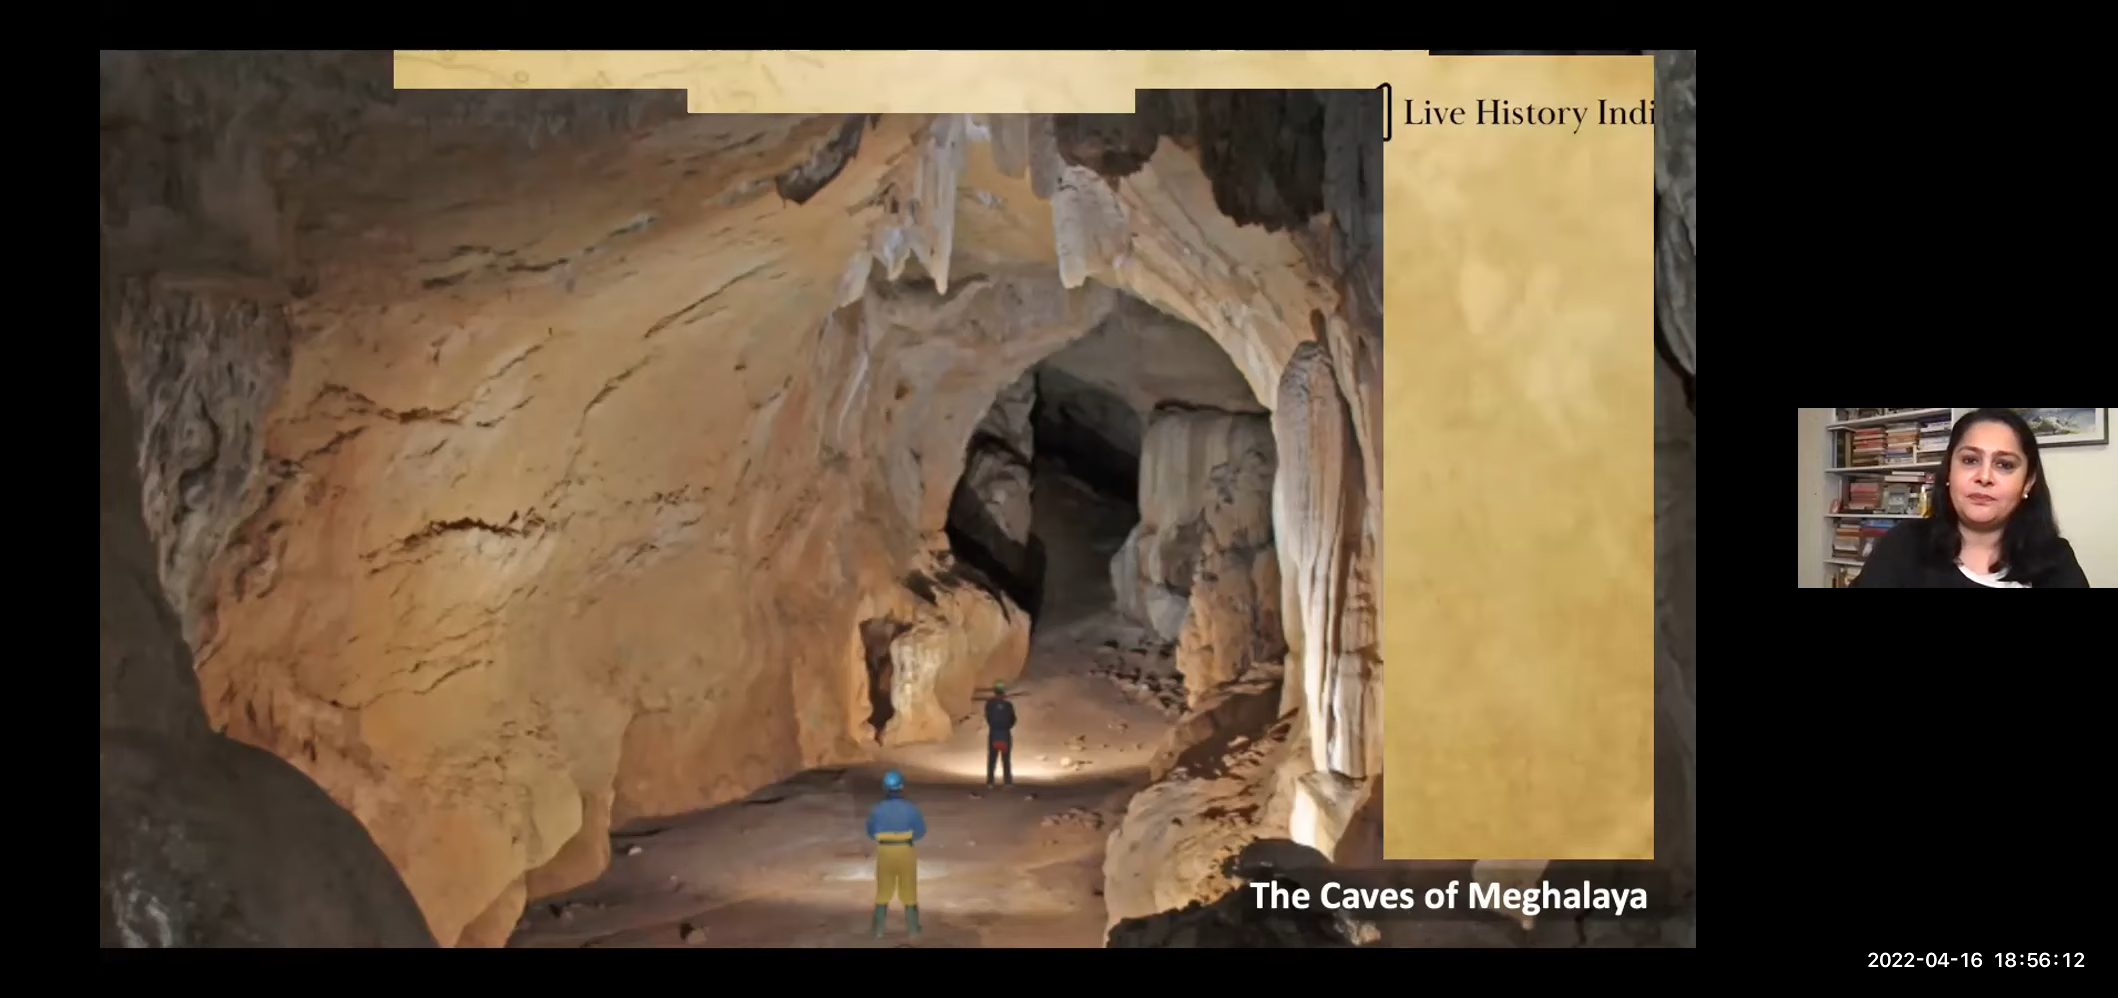 Live History Indi
The Caves of Meghalaya
2022-04-16 18:56:12